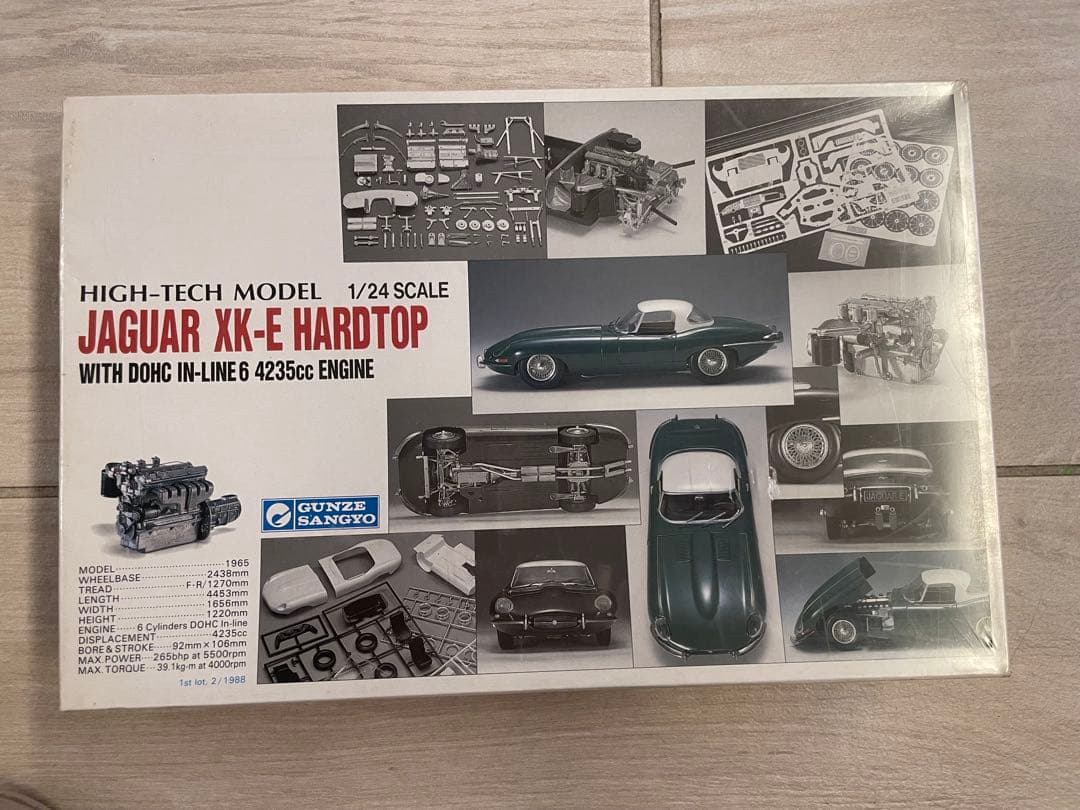 HIGH-TECH MODEL 1/24 SCALE
JAGUAR XK-E HARDTOP
WITH DOHC IN-LINE 6 4235cc ENGINE
GUNZE
SANGYO
JAGUAR E
MODEL 1965
WHEELBASE 2438mm
TREAD F·R/1270mm
LENGTH 4453mm
WIDTH 1656mm
HEIGHT 1220mm
ENGINE 6 Cylinders DOHC In-line
DISPLACEMENT 4235cc
BORE & STROKE 92mm × 106mm
MAX. POWER 265bhp at 5500rpm
MAX. TORQUE 39.1kg-m at 4000rpm
1st lot. 2/1988